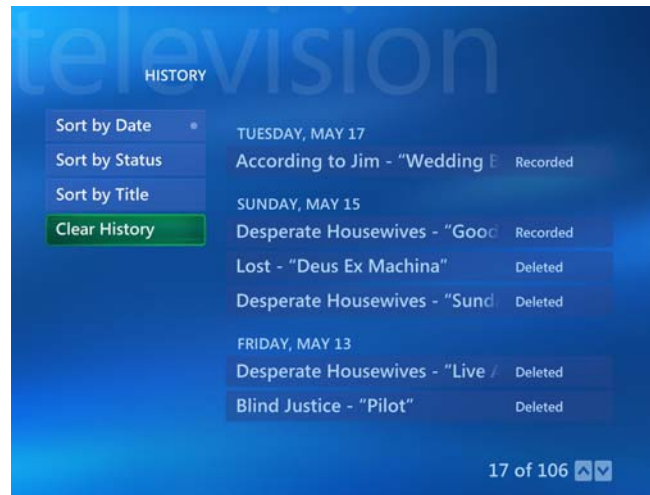 television
HISTORY
Sort by Date
Sort by Status
Sort by Title
Clear History
TUESDAY, MAY 17
According to Jim - “Wedding Recorded
SUNDAY, MAY 15
Desperate Housewives - “Good Recorded
Lost - “Deus Ex Machina” Deleted
Desperate Housewives - “Sund Deleted
FRIDAY, MAY 13
Desperate Housewives - “Live Deleted
Blind Justice - “Pilot” Deleted
17 of 106